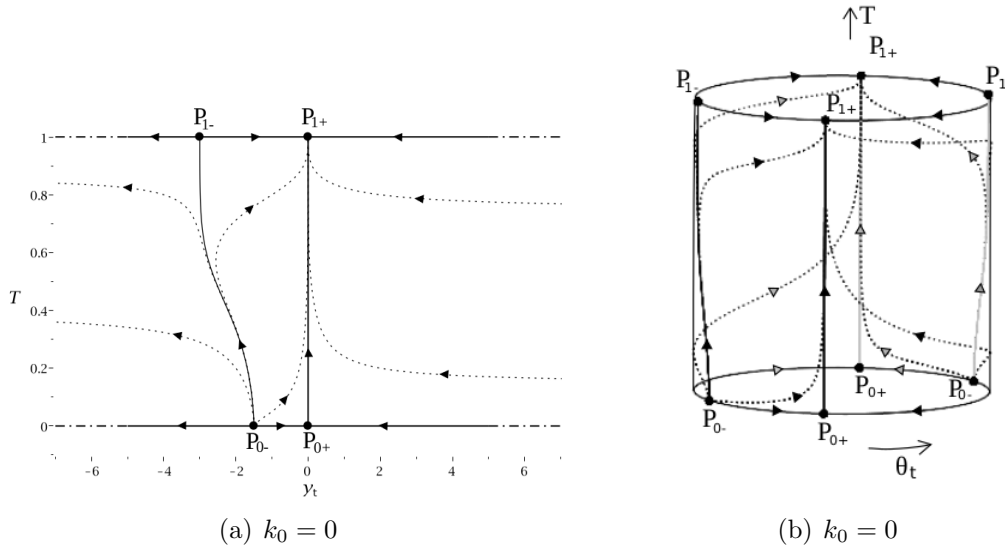 P1-
P1+
1
0.8
0.6
T
0.4
0.2
0
P0-
P0+
-6
-4
-2
0
2
4
6
yt
(a) k0 = 0
T
P1+
P1-
P1
P1+
P0+
P0-
P0-
P0+
θt
(b) k0 = 0